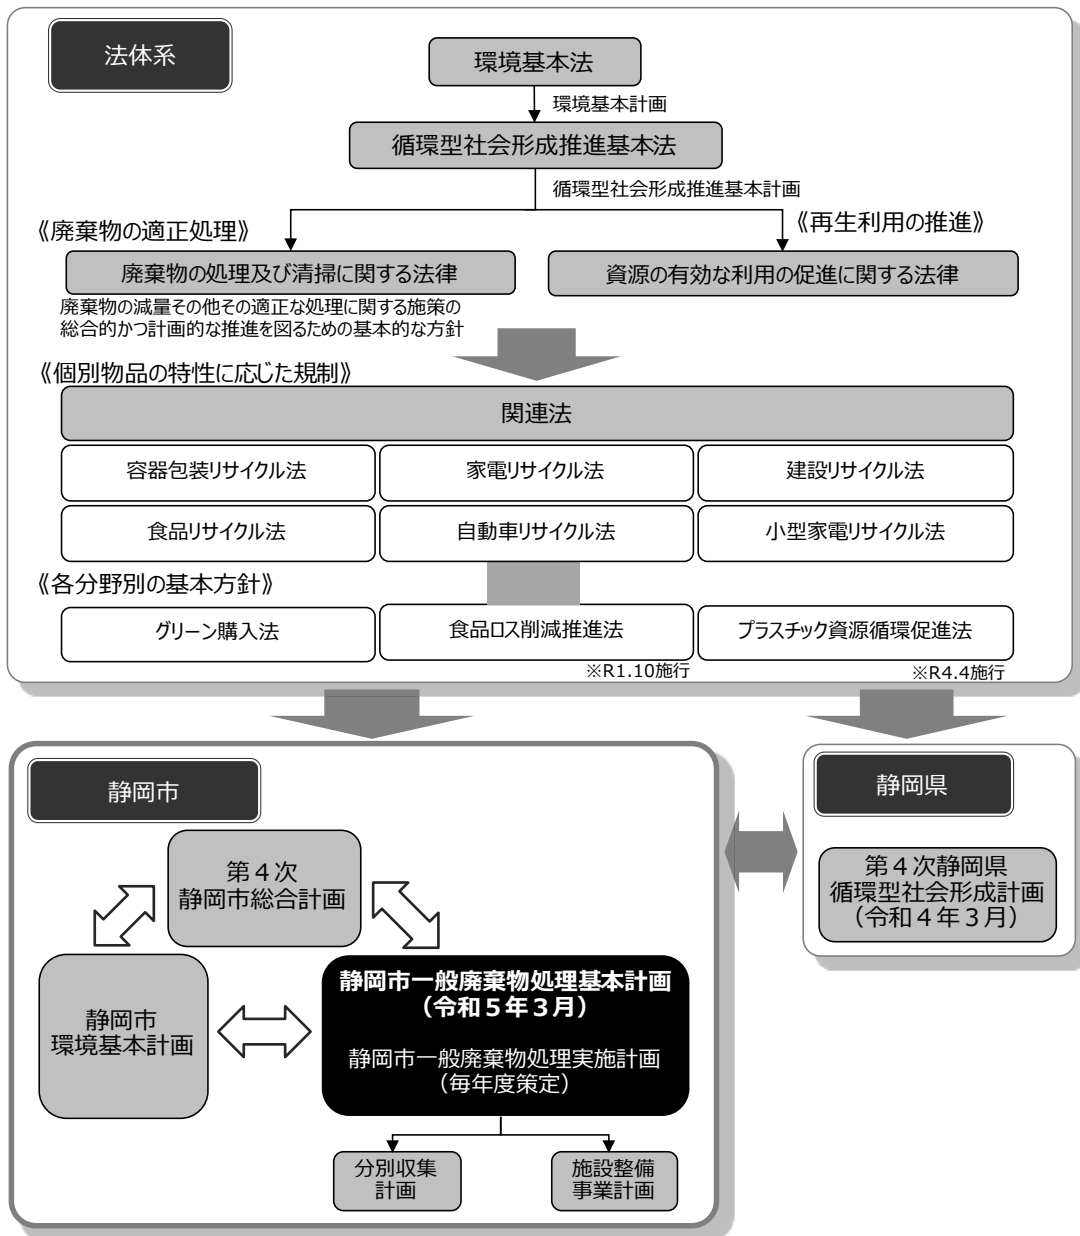 法体系
環境基本法
環境基本計画
循環型社会形成推進基本法
循環型社会形成推進基本計画
《廃棄物の適正処理》
《再生利用の推進》
廃棄物の処理及び清掃に関する法律
資源の有効な利用の促進に関する法律
廃棄物の減量その他その適正な処理に関する施策の
総合的かつ計画的な推進を図るための基本的な方針
《個別物品の特性に応じた規制》
関連法
容器包装リサイクル法
家電リサイクル法
建設リサイクル法
食品リサイクル法
自動車リサイクル法
小型家電リサイクル法
《各分野別の基本方針》
グリーン購入法
食品ロス削減推進法
プラスチック資源循環促進法
※R1.10施行
※R4.4施行
静岡市
第４次
静岡市総合計画
静岡市
環境基本計画
静岡市一般廃棄物処理基本計画
（令和５年３月）
静岡市一般廃棄物処理実施計画
（毎年度策定）
分別収集
計画
施設整備
事業計画
静岡県
第４次静岡県
循環型社会形成計画
（令和４年３月）